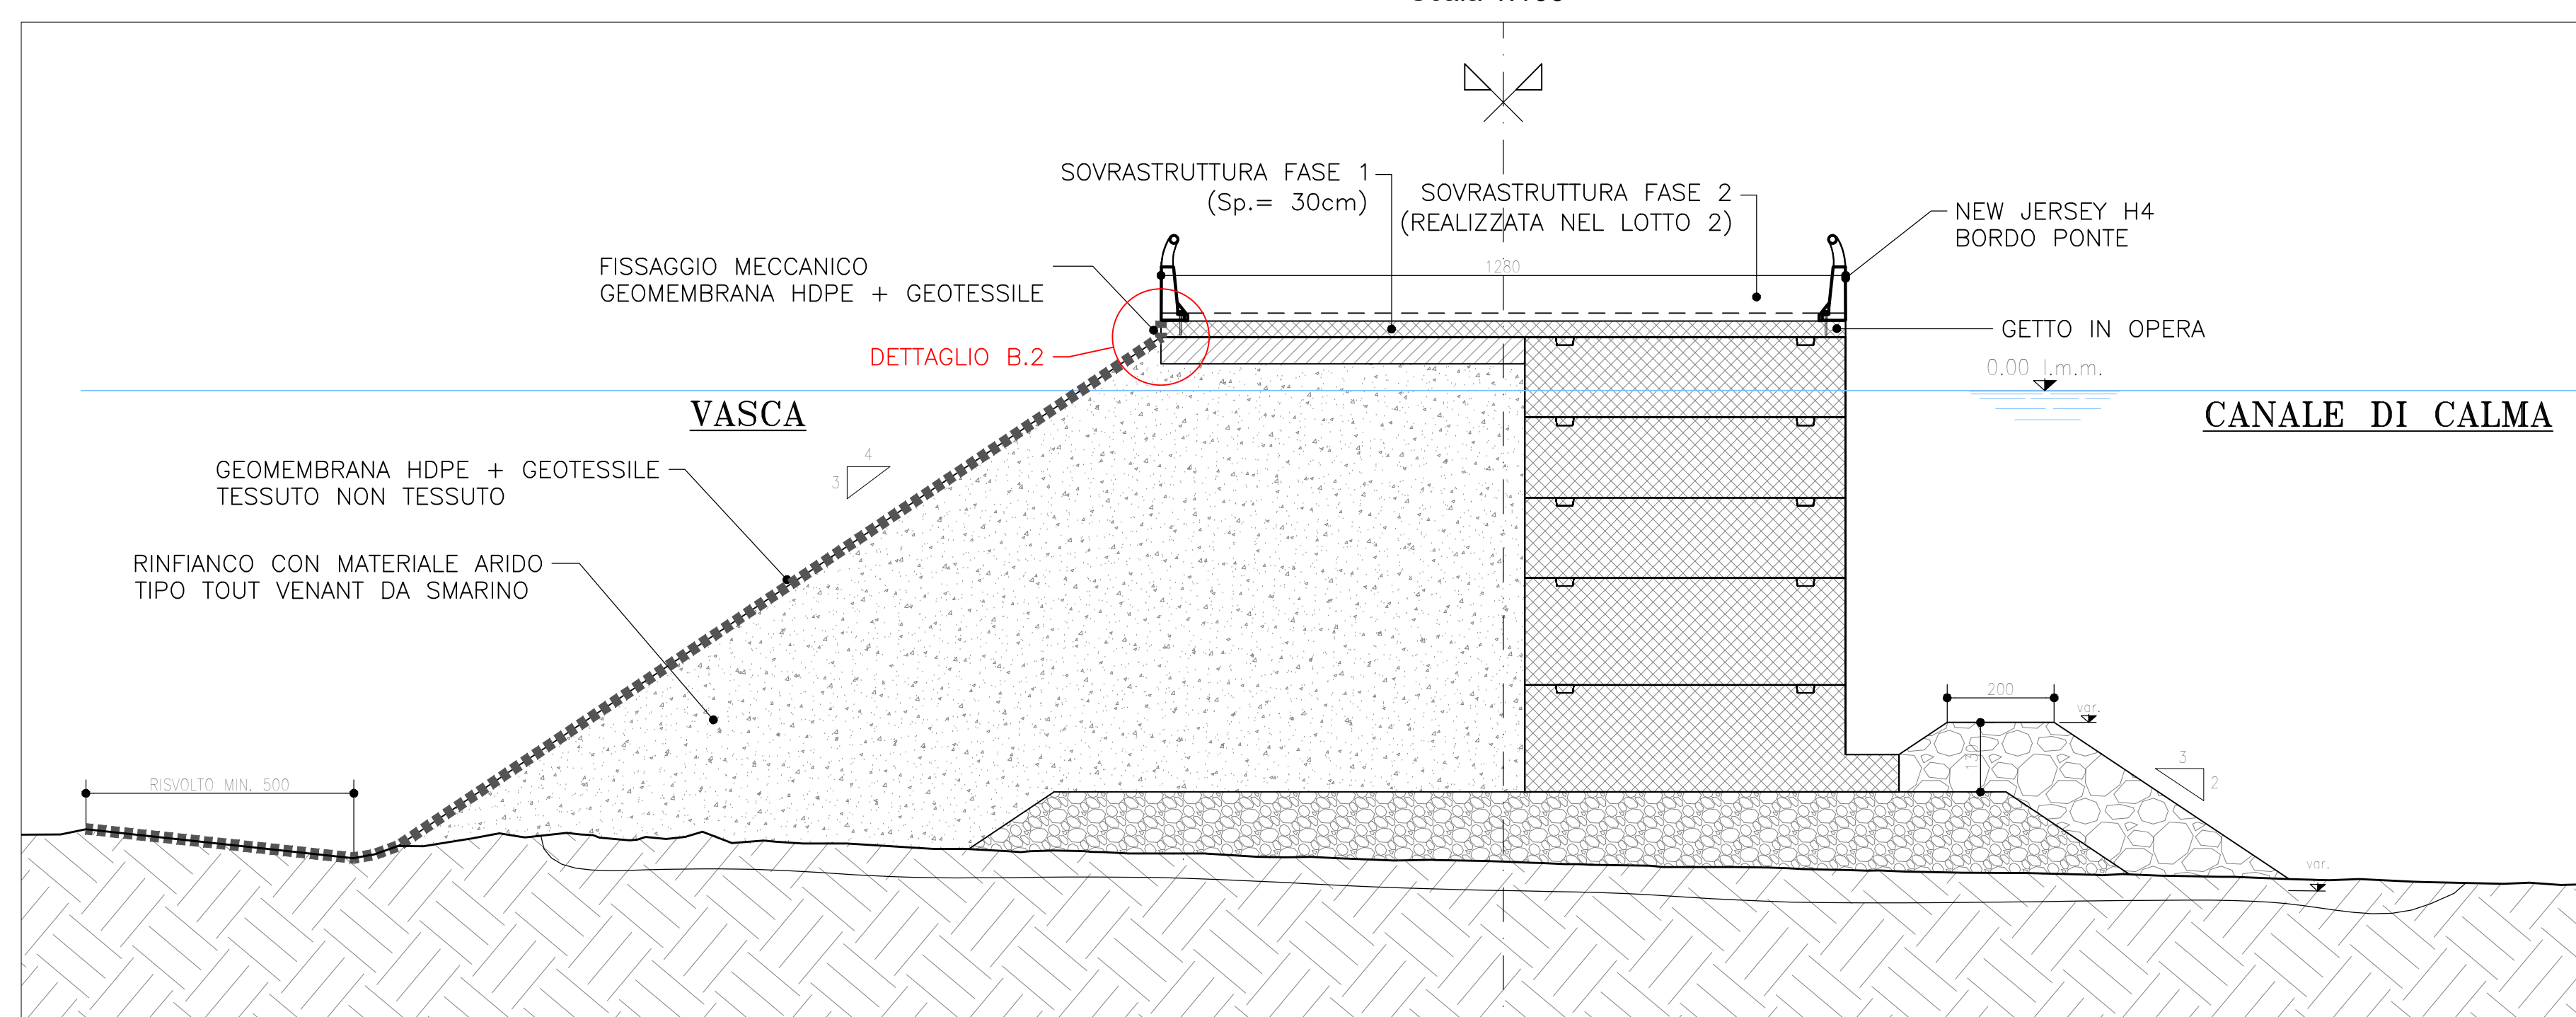 SOVRASTRUTTURA FASE 1
(Sp.= 30cm)
SOVRASTRUTTURA FASE 2
(REALIZZATA NEL LOTTO 2)
NEW JERSEY H4
BORDO PONTE
FISSAGGIO MECCANICO
GEOMEMBRANA HDPE + GEOTESSILE
1280
DETTAGLIO B.2
GETTO IN OPERA
0.00 l.m.m.
VASCA
CANALE DI CALMA
4
3
GEOMEMBRANA HDPE + GEOTESSILE
TESSUTO NON TESSUTO
RINFIANCO CON MATERIALE ARIDO
TIPO TOUT VENANT DA SMARINO
200
var.
3
2
RISVOLTO MIN. 500
var.